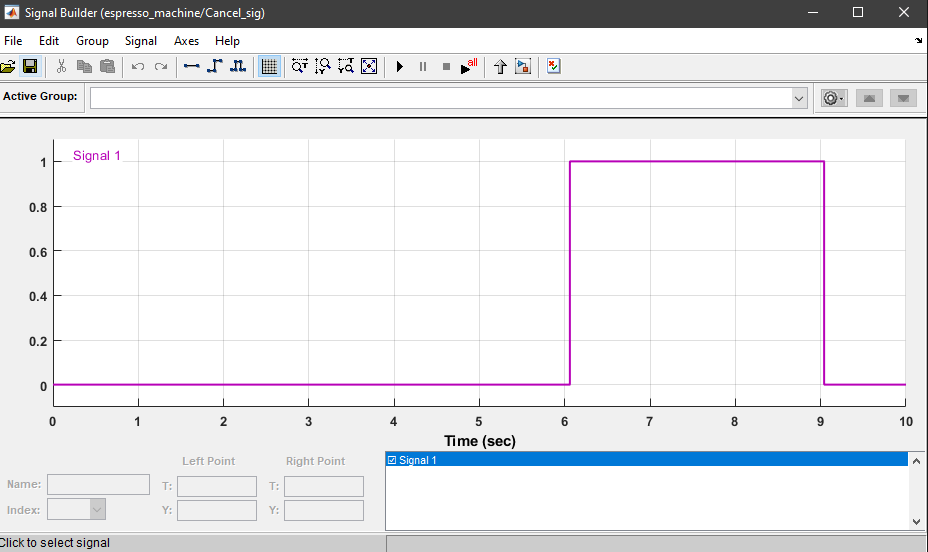 Signal Builder (espresso_machine/Cancel_sig)
File Edit Group Signal Axes Help
all
Active Group:
Signal 1
1
0.8
0.6
0.4
0.2
0
0 1 2 3 4 5 6 7 8 9 10
Time (sec)
Left Point Right Point
Name: T: T:
Index: Y: Y:
Signal 1
Click to select signal